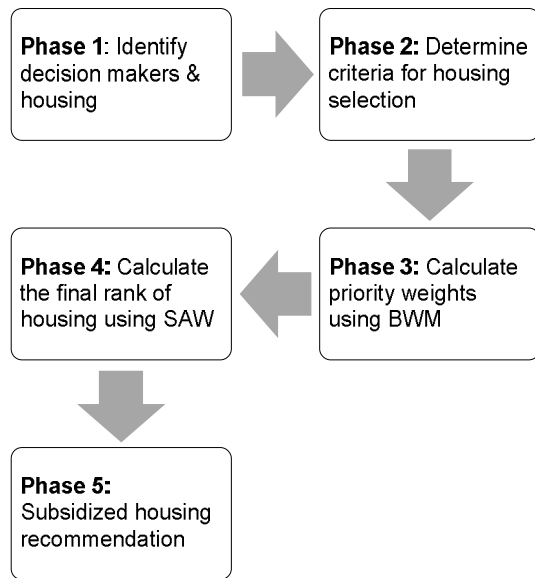 Phase 1: Identify
decision makers &
housing
Phase 2: Determine
criteria for housing
selection
Phase 3: Calculate
priority weights
using BWM
Phase 4: Calculate
the final rank of
housing using SAW
Phase 5:
Subsidized housing
recommendation